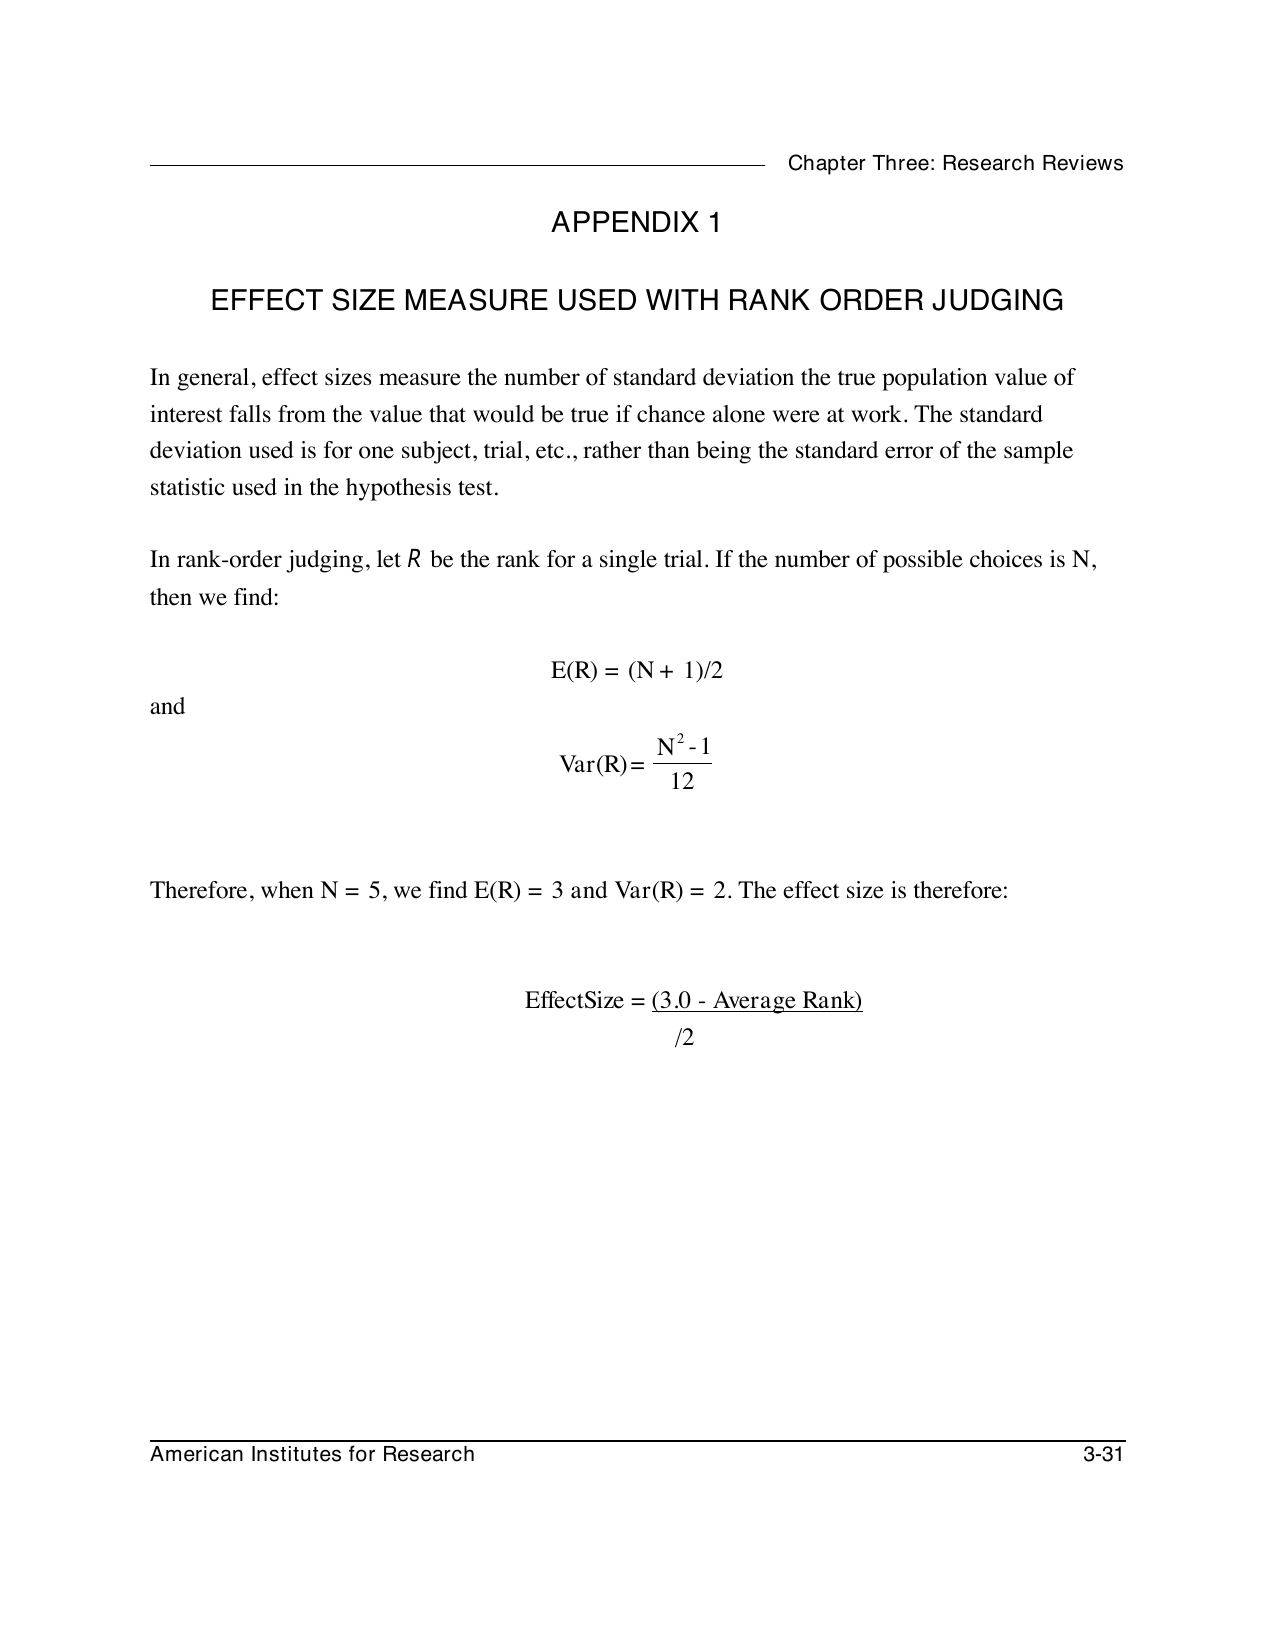 Chapter Three: Research Reviews
APPENDIX 1
EFFECT SIZE MEASURE USED WITH RANK ORDER JUDGING
In general, effect sizes measure the number of standard deviation the true population value of
interest falls from the value that would be true if chance alone were at work. The standard
deviation used is for one subject, trial, etc., rather than being the standard error of the sample
statistic used in the hypothesis test.
In rank-order judging, let R be the rank for a single trial. If the number of possible choices is N,
then we find:
E(R) = (N + 1)/2
and
Var(R) = N² - 1
12
Therefore, when N = 5, we find E(R) = 3 and Var(R) = 2. The effect size is therefore:
EffectSize = (3.0 - Average Rank)
/2
American Institutes for Research 3-31